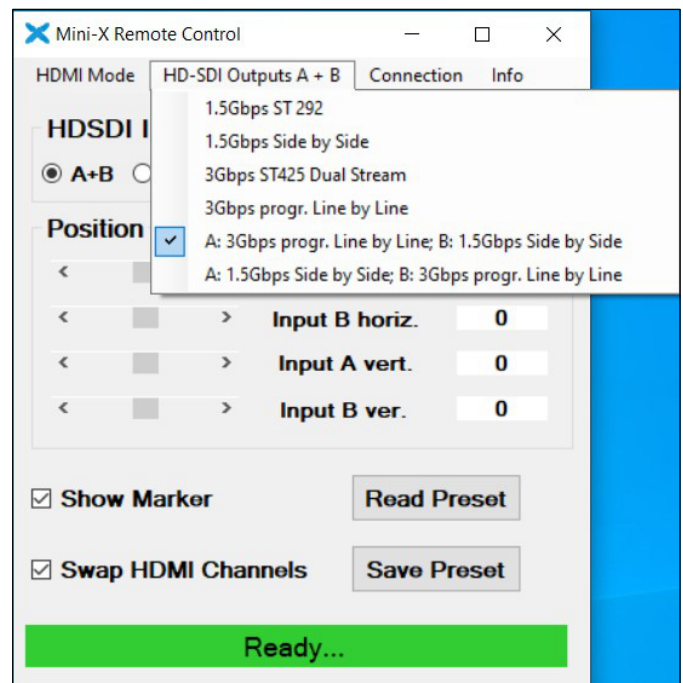 Mini-X Remote Control
HDMI Mode HD-SDI Outputs A + B Connection Info
1.5Gbps ST 292
1.5Gbps Side by Side
3Gbps ST425 Dual Stream
3Gbps progr. Line by Line
A: 3Gbps progr. Line by Line; B: 1.5Gbps Side by Side
A: 1.5Gbps Side by Side; B: 3Gbps progr. Line by Line
HDSDI
A+B
Position
Input B horiz. 0
Input A vert. 0
Input B ver. 0
Show Marker Read Preset
Swap HDMI Channels Save Preset
Ready...